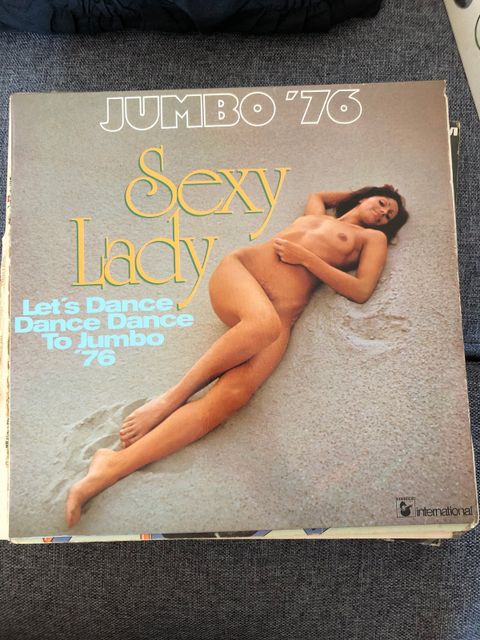 JUMBO '76
Sexy
Lady
Let's Dance
Dance Dance
To Jumbo
'76
international